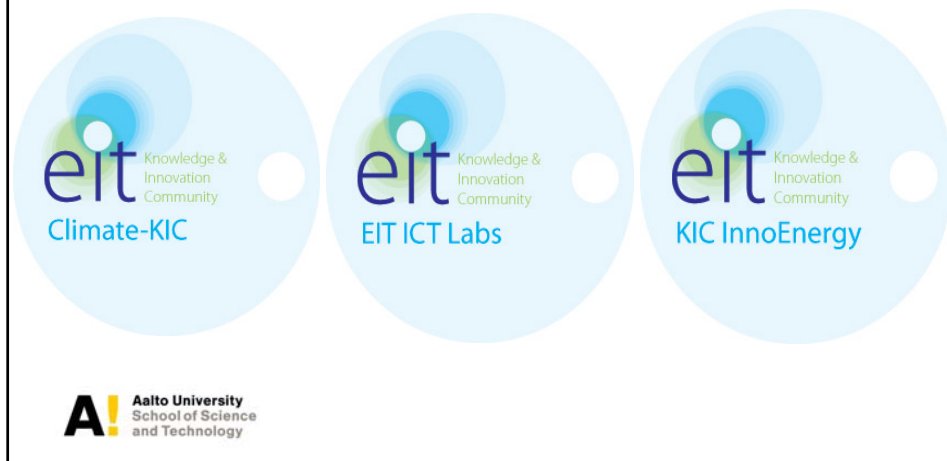 eit Knowledge &
Innovation
Community
Climate-KIC
eit Knowledge &
Innovation
Community
EIT ICT Labs
eit Knowledge &
Innovation
Community
KIC InnoEnergy
A! Aalto University
School of Science
and Technology